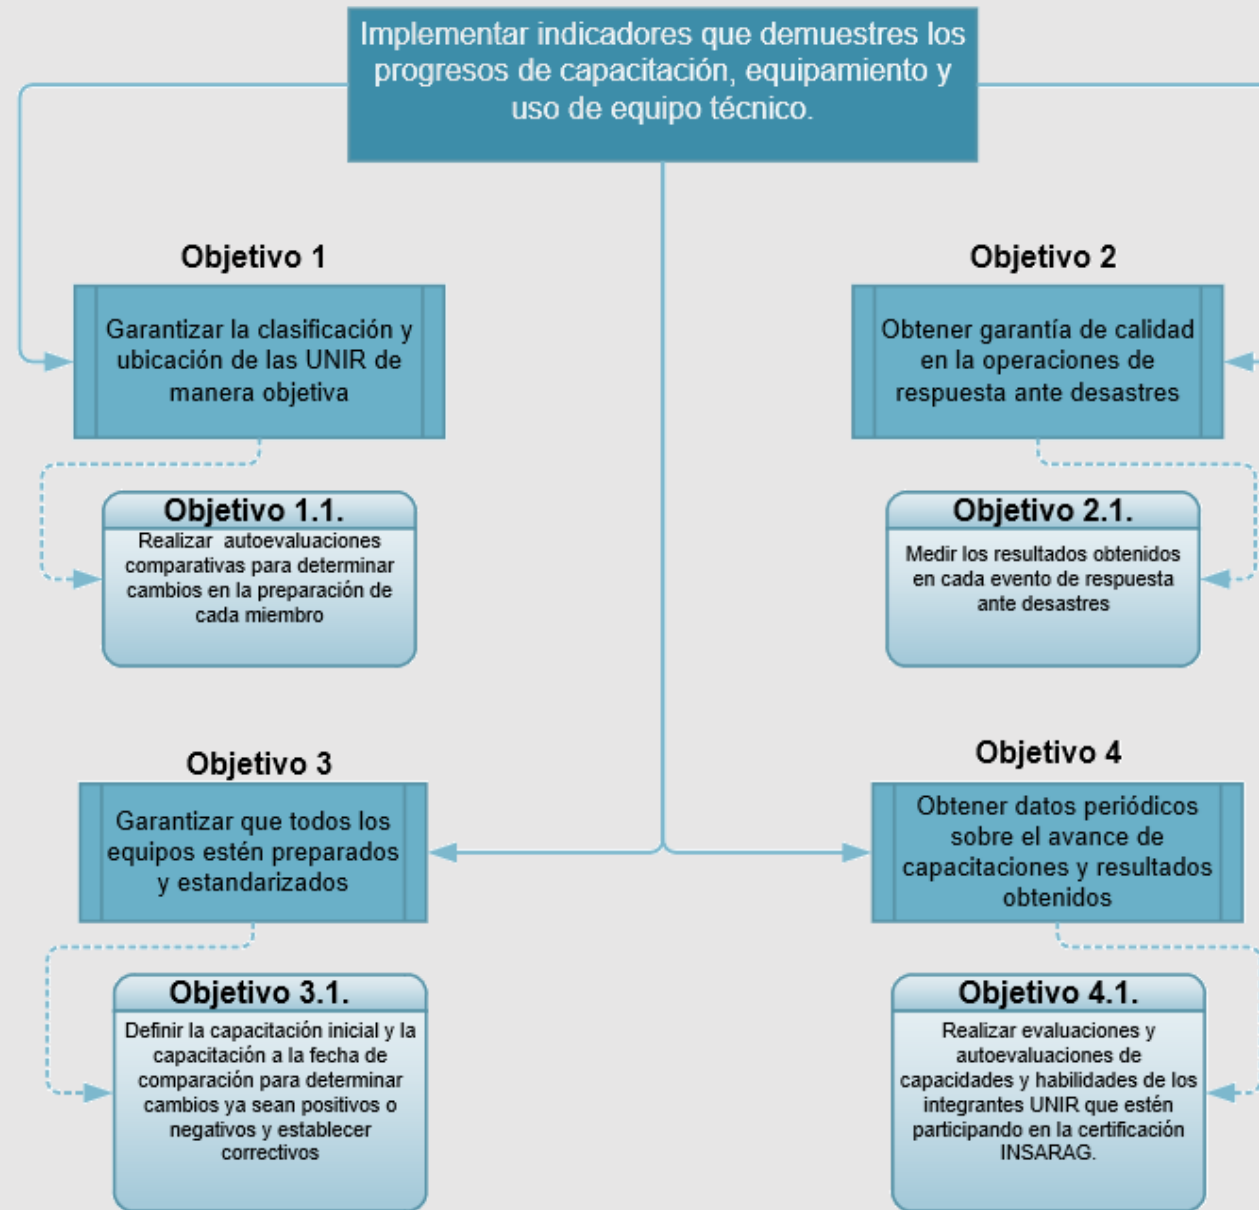 Implementar indicadores que demuestres los
progresos de capacitación, equipamiento y
uso de equipo técnico.
Objetivo 1
Garantizar la clasificación y
ubicación de las UNIR de
manera objetiva
Objetivo 1.1.
Realizar autoevaluaciones
comparativas para determinar
cambios en la preparación de
cada miembro
Objetivo 2
Obtener garantía de calidad
en la operaciones de
respuesta ante desastres
Objetivo 2.1.
Medir los resultados obtenidos
en cada evento de respuesta
ante desastres
Objetivo 3
Garantizar que todos los
equipos estén preparados
y estandarizados
Objetivo 3.1.
Definir la capacitación inicial y la
capacitación a la fecha de
comparación para determinar
cambios ya sean positivos o
negativos y establecer
correctivos
Objetivo 4
Obtener datos periódicos
sobre el avance de
capacitaciones y resultados
obtenidos
Objetivo 4.1.
Realizar evaluaciones y
autoevaluaciones de
capacidades y habilidades de los
integrantes UNIR que estén
participando en la certificación
INSARAG.